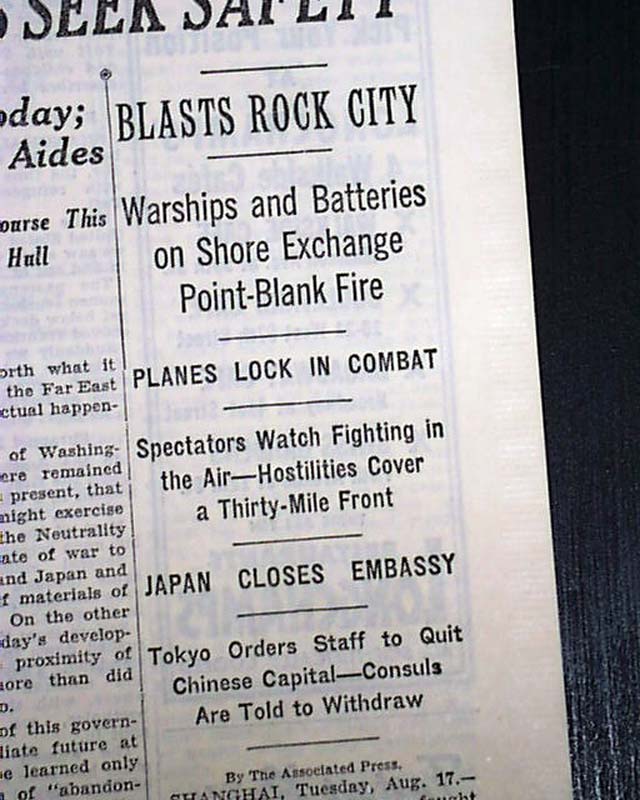 SEEK SAFETY
oday;
Aides
ourse This
Hull
orth what it
the Far East
ctual happen-
of Washing-
ere remained
present, that
night exercise
the Neutrality
ate of war to
and Japan and
f materials of
On the other
day's develop-
proximity of
more than did
o.
of this govern-
diate future at
e learned only
of "abandon-
BLASTS ROCK CITY
Warships and Batteries
on Shore Exchange
Point-Blank Fire
PLANES LOCK IN COMBAT
Spectators Watch Fighting in
the Air—Hostilities Cover
a Thirty-Mile Front
JAPAN CLOSES EMBASSY
Tokyo Orders Staff to Quit
Chinese Capital—Consuls
Are Told to Withdraw
By The Associated Press.
SHANGHAI, Tuesday, Aug. 17.—
fought